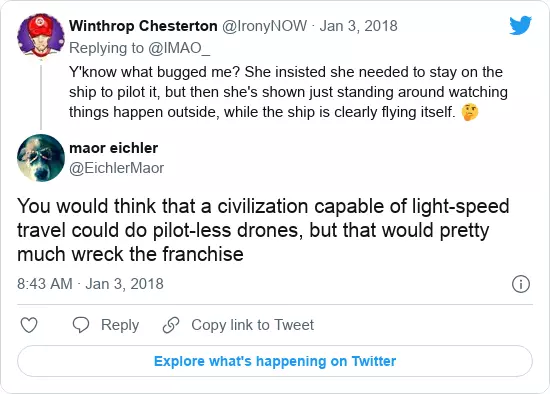 Winthrop Chesterton @IronyNOW · Jan 3, 2018
Replying to @IMAO_
Y'know what bugged me? She insisted she needed to stay on the
ship to pilot it, but then she's shown just standing around watching
things happen outside, while the ship is clearly flying itself. 🤔
maor eichler
@EichlerMaor
You would think that a civilization capable of light-speed
travel could do pilot-less drones, but that would pretty
much wreck the franchise
8:43 AM · Jan 3, 2018
Reply
Copy link to Tweet
Explore what's happening on Twitter